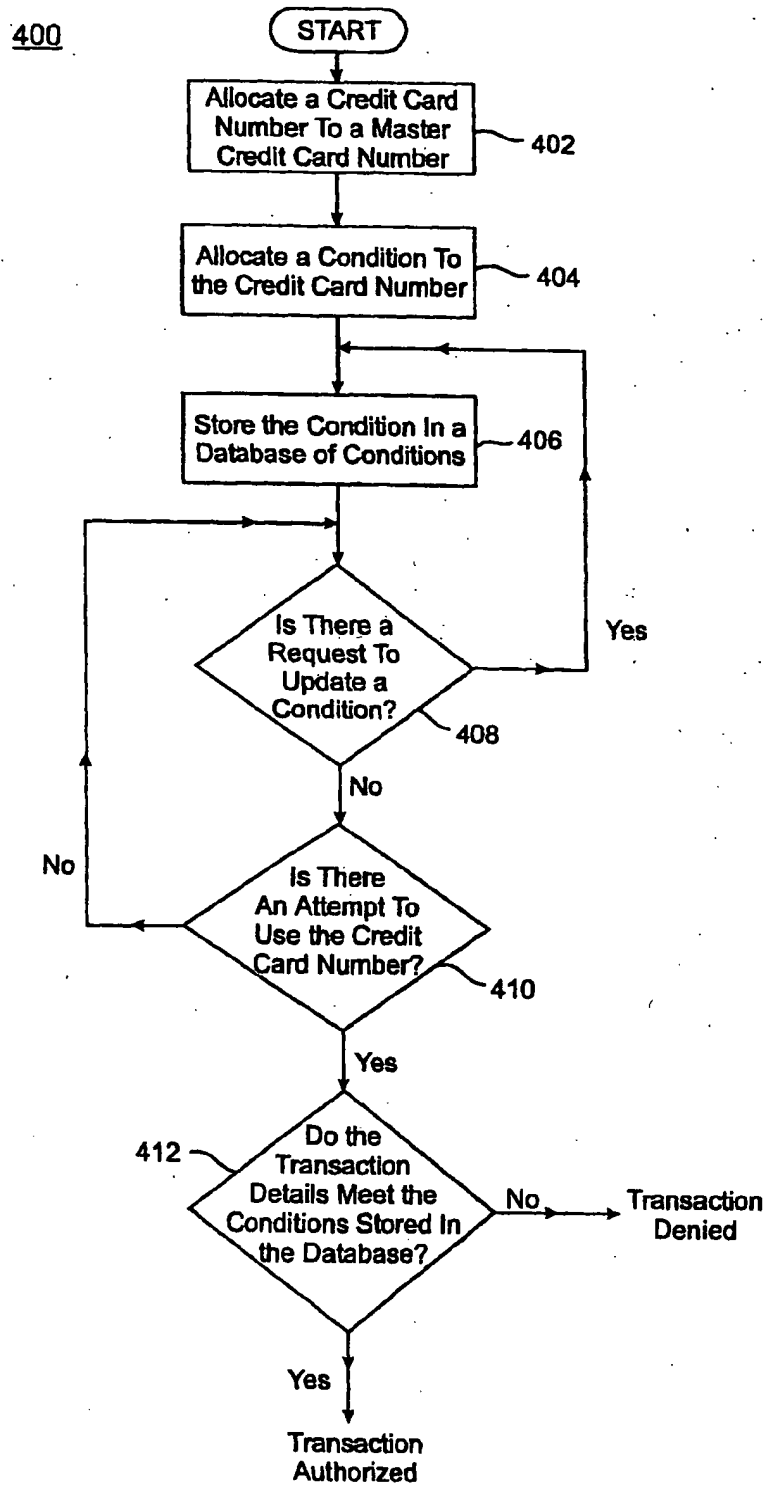 400
START
Allocate a Credit Card
Number To a Master
Credit Card Number
402
Allocate a Condition To
the Credit Card Number
404
Store the Condition In a
Database of Conditions
406
Is There a
Request To
Update a
Condition?
408
Yes
No
Is There
An Attempt To
Use the Credit
Card Number?
410
No
Yes
412
Do the
Transaction
Details Meet the
Conditions Stored In
the Database?
No
Transaction
Denied
Yes
Transaction
Authorized